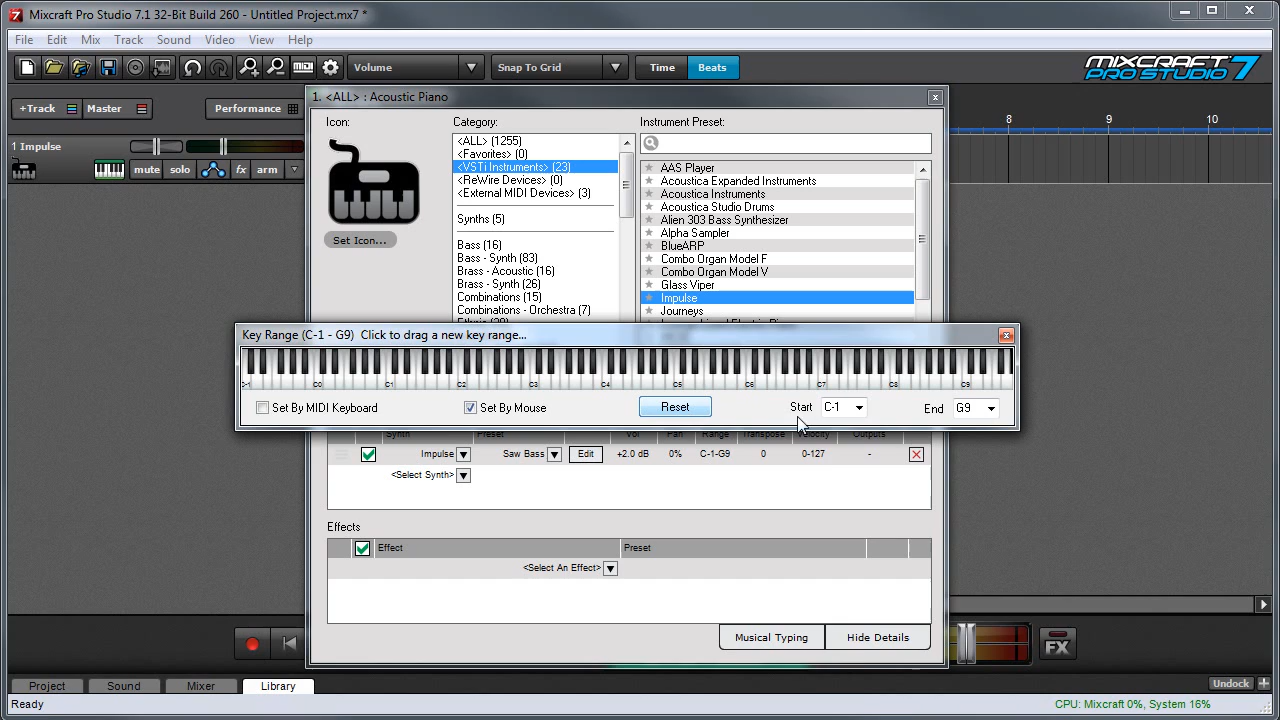 Mixcraft Pro Studio 7.1 32-Bit Build 260 - Untitled Project.mx7 *
File Edit Mix Track Sound Video View Help
Volume Snap To Grid Time Beats MIXCRAFT PRO STUDIO 7
1. <ALL> : Acoustic Piano
+Track Master Performance
Icon: Category: Instrument Preset:
8 9 10
1 Impulse
mute solo fx arm
Set Icon...
<ALL> (1255)
<Favorites> (0)
<VSTi Instruments> (23)
<ReWire Devices> (0)
<External MIDI Devices> (3)
Synths (5)
Bass (16)
Bass - Synth (83)
Brass - Acoustic (16)
Brass - Synth (26)
Combinations (15)
Combinations - Orchestra (7)
AAS Player
Acoustica Expanded Instruments
Acoustica Instruments
Acoustica Studio Drums
Alien 303 Bass Synthesizer
Alpha Sampler
BlueARP
Combo Organ Model F
Combo Organ Model V
Glass Viper
Impulse
Journeys
Key Range (C-1 - G9) Click to drag a new key range...
C-1 C0 C1 C2 C3 C4 C5 C6 C7 C8 C9
Set By MIDI Keyboard Set By Mouse Reset Start C-1 End G9
Synth Preset Vol Pan Range Transpose Velocity Outputs
Impulse Saw Bass Edit +2.0 dB 0% C-1-G9 0 0-127 -
<Select Synth>
Effects
Effect Preset
<Select An Effect>
Musical Typing Hide Details
FX
Project Sound Mixer Library Undock
Ready CPU: Mixcraft 0%, System 16%